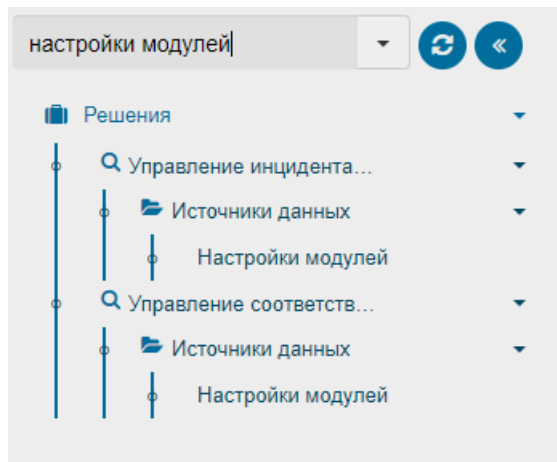 настройки модулей
Решения
Управление инцидента...
Источники данных
Настройки модулей
Управление соответств...
Источники данных
Настройки модулей